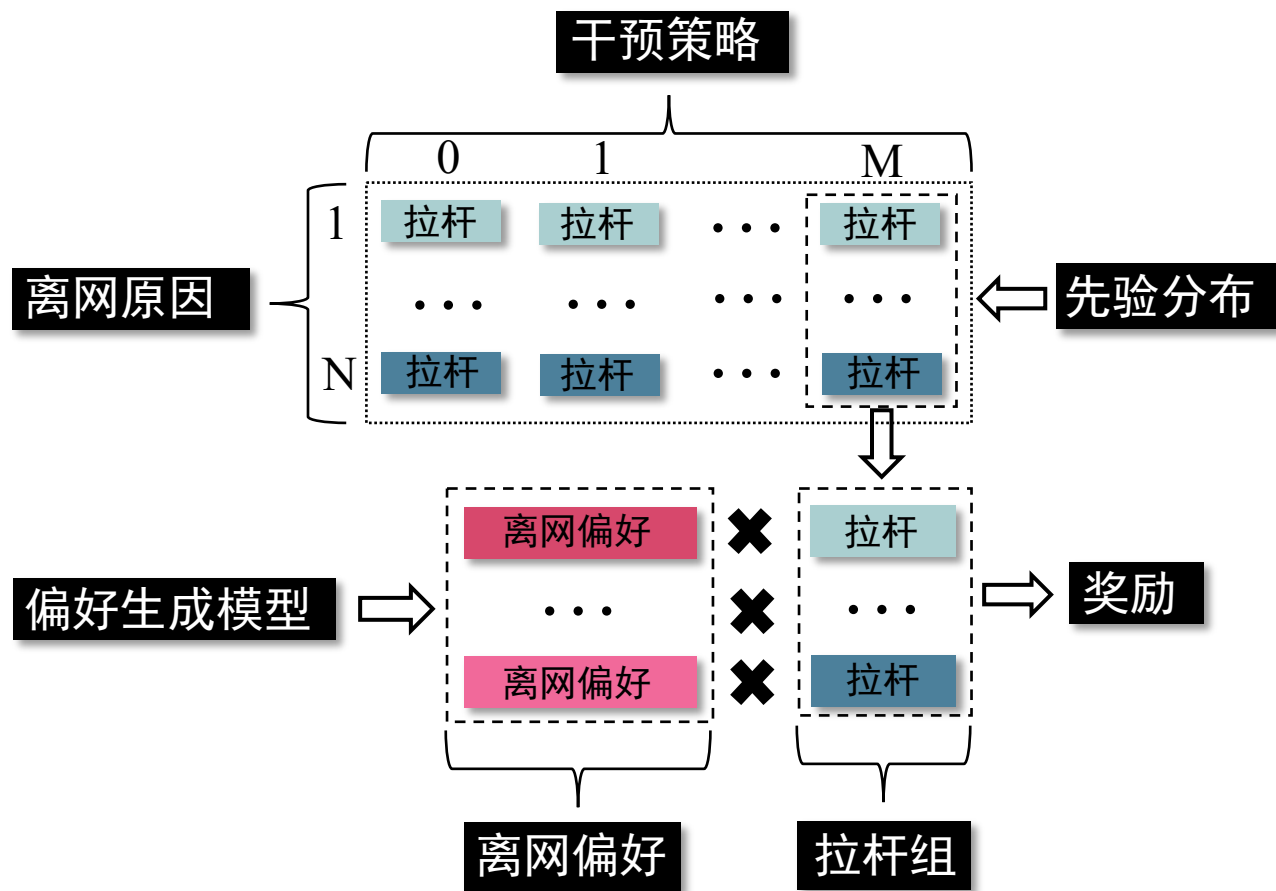 干预策略
0 1 M
1 拉杆 拉杆 ··· 拉杆
离网原因 ··· ··· ··· ··· 先验分布
N 拉杆 拉杆 ··· 拉杆
离网偏好 ✖ 拉杆
偏好生成模型 ··· ✖ ··· 奖励
离网偏好 ✖ 拉杆
离网偏好 拉杆组